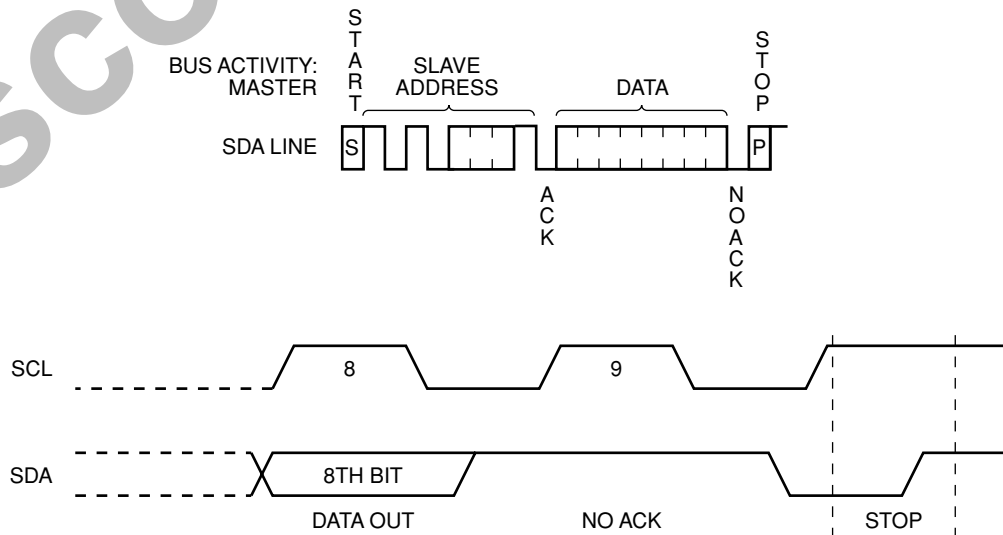 START
BUS ACTIVITY:
MASTER
SLAVE
ADDRESS
DATA
STOP
SDA LINE
S
P
ACK
NOACK
SCL
8
9
SDA
8TH BIT
DATA OUT
NO ACK
STOP